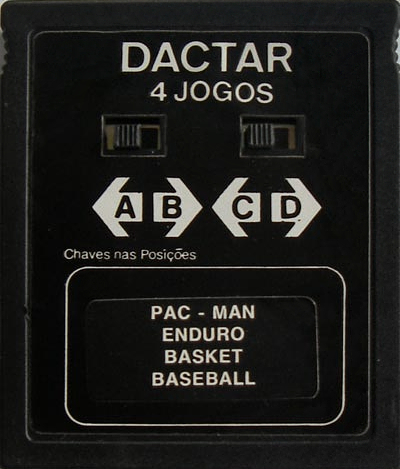 DACTAR
4 JOGOS
A B C D
Chaves nas Posições
PAC - MAN
ENDURO
BASKET
BASEBALL